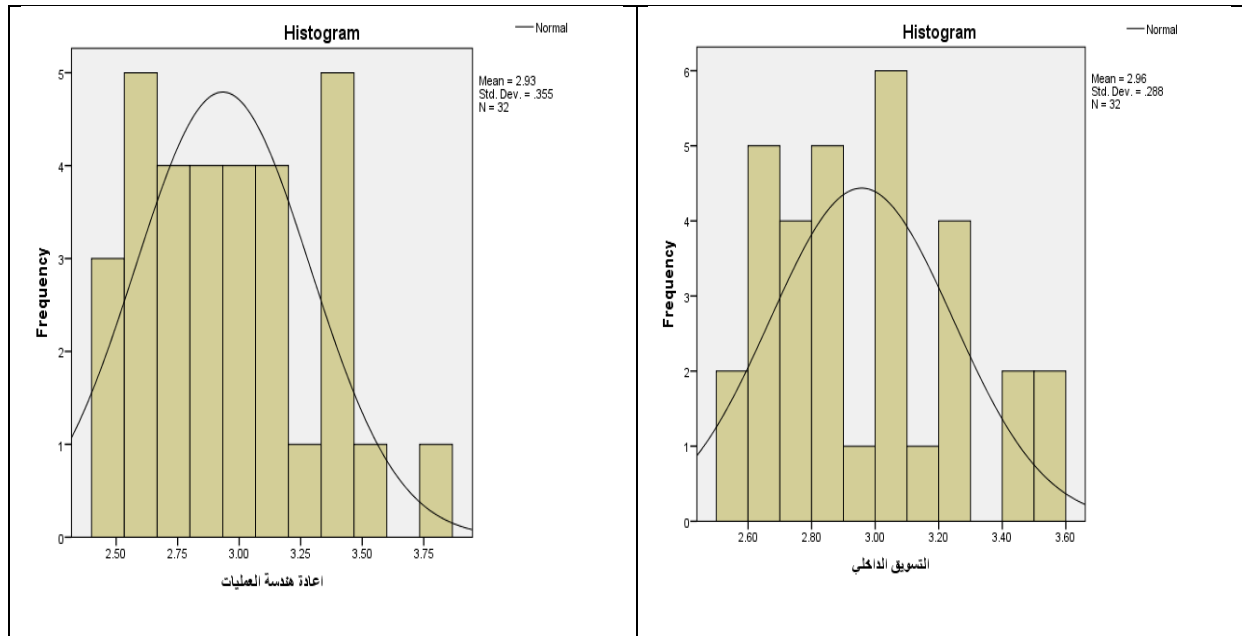 Histogram
Normal
Mean = 2.93
Std. Dev. = .355
N = 32
Frequency
5
4
3
2
1
0
2.50 2.75 3.00 3.25 3.50 3.75
اعادة هندسة العمليات
Histogram
Normal
Mean = 2.96
Std. Dev. = .288
N = 32
Frequency
6
5
4
3
2
1
0
2.60 2.80 3.00 3.20 3.40 3.60
التسويق الداخلي